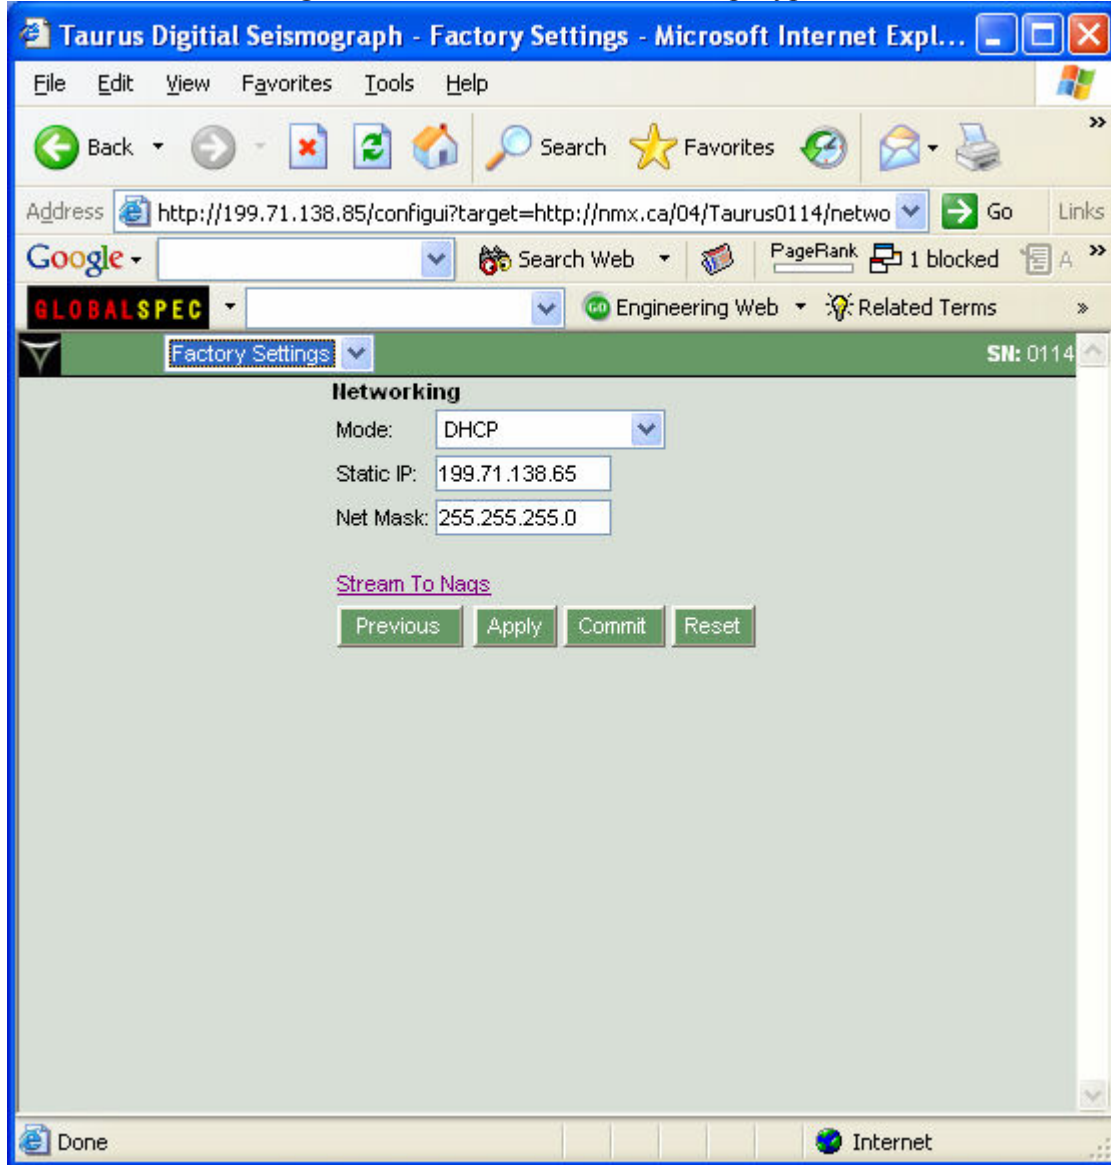 Taurus Digitial Seismograph - Factory Settings - Microsoft Internet Expl...
File Edit View Favorites Tools Help
Back Search Favorites »
Address http://199.71.138.85/configui?target=http://nmx.ca/04/Taurus0114/netwo Go Links
Google Search Web PageRank 1 blocked A »
GLOBALSPEC GO Engineering Web Related Terms »
Factory Settings SN: 0114
Networking
Mode: DHCP
Static IP: 199.71.138.65
Net Mask: 255.255.255.0
Stream To Naqs
Previous Apply Commit Reset
Done Internet